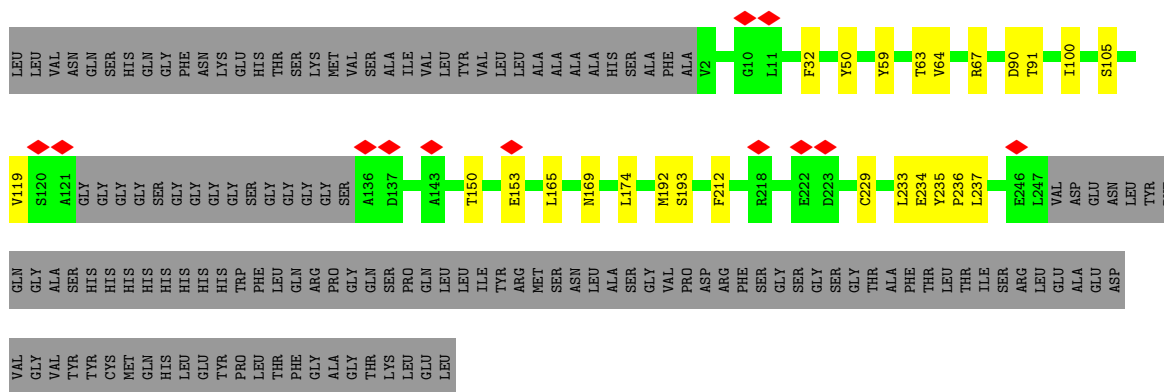 LEU LEU VAL ASN GLN SER HIS GLN GLY PHE ASN LYS GLU HIS THR SER LYS MET VAL SER ALA ILE VAL LEU TYR VAL LEU LEU ALA ALA ALA ALA HIS SER ALA PHE ALA V2 G10 L11 F32 Y50 Y59 T63 V64 R67 D90 T91 I100 S105
V119 S120 A121 GLY GLY GLY GLY SER GLY GLY GLY GLY SER GLY GLY GLY GLY SER A136 D137 A143 T150 E153 L165 N169 L174 M192 S193 F212 R218 E222 D223 C229 L233 E234 Y235 P236 L237 E246 L247 VAL ASP GLU ASN LEU TYR
GLN GLY ALA SER HIS HIS HIS HIS HIS HIS HIS HIS TRP PHE LEU GLN ARG PRO GLY GLN SER PRO GLN LEU LEU ILE TYR ARG MET SER ASN LEU ALA SER GLY VAL PRO ASP ARG PHE SER GLY SER GLY SER GLY THR ALA PHE THR LEU THR ILE SER ARG LEU GLU ALA GLU ASP
VAL GLY VAL TYR TYR CYS MET GLN HIS LEU GLU TYR PRO LEU THR PHE GLY ALA GLY THR LYS LEU GLU LEU